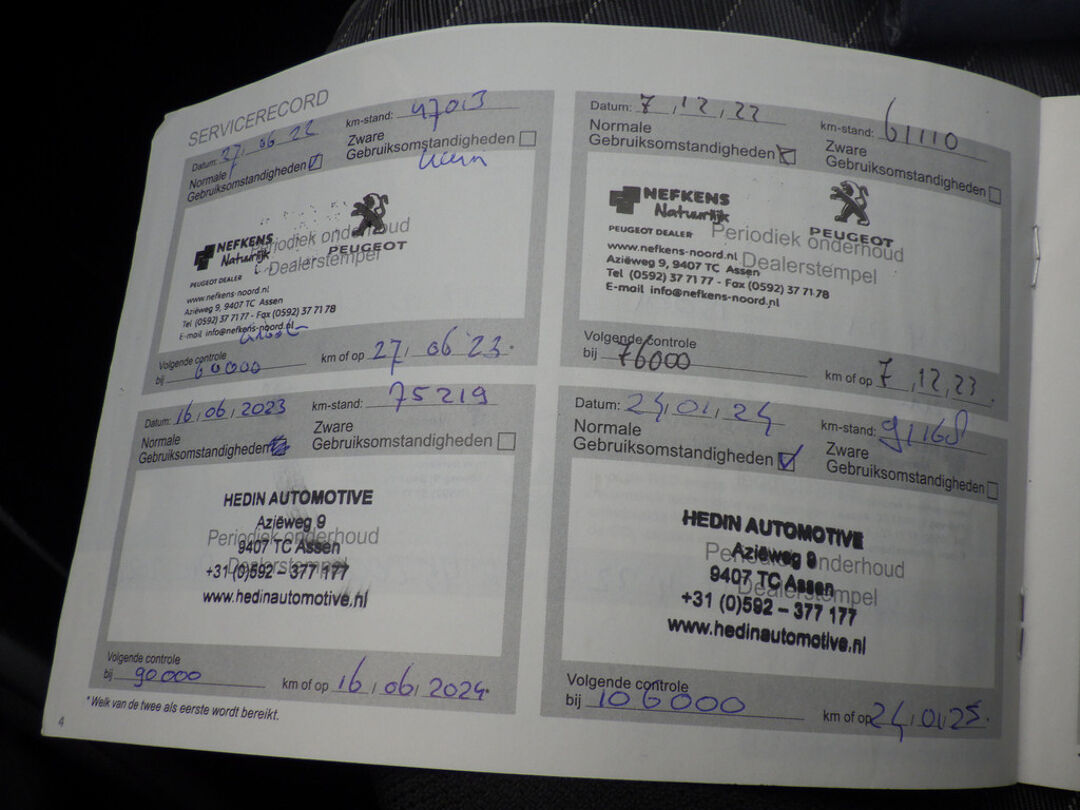 SERVICERECORD
Datum: 27, 06 22 km-stand: 47013
Normale
Gebruiksomstandigheden
Zware
Gebruiksomstandigheden
NEFKENS
Natuurlijk
PEUGEOT DEALER
PEUGEOT
Periodiek onderhoud
Dealerstempel
www.nefkens-noord.nl
Aziëweg 9, 9407 TC Assen
Tel (0592) 37 71 77 - Fax (0592) 37 71 78
E-mail info@nefkens-noord.nl
Volgende controle
bij 60000 km of op 27, 06 23.
Datum: 7, 12, 22 km-stand: 61110
Normale
Gebruiksomstandigheden
Zware
Gebruiksomstandigheden
NEFKENS
Natuurlijk
PEUGEOT DEALER
PEUGEOT
Periodiek onderhoud
Dealerstempel
www.nefkens-noord.nl
Aziëweg 9, 9407 TC Assen
Tel (0592) 37 71 77 - Fax (0592) 37 71 78
E-mail info@nefkens-noord.nl
Volgende controle
bij 76000 km of op 7, 12, 23.
Datum: 16, 06, 2023 km-stand: 75219
Normale
Gebruiksomstandigheden
Zware
Gebruiksomstandigheden
HEDIN AUTOMOTIVE
Aziëweg 9
Periodiek onderhoud
9407 TC Assen
Dealerstempel
+31 (0)592 – 377 177
www.hedinautomotive.nl
Volgende controle
bij 90000 km of op 16, 06, 2024.
* Welk van de twee als eerste wordt bereikt.
4
Datum: 24, 01, 24 km-stand: 91168
Normale
Gebruiksomstandigheden
Zware
Gebruiksomstandigheden
HEDIN AUTOMOTIVE
Aziëweg 9
Periodiek onderhoud
9407 TC Assen
Dealerstempel
+31 (0)592 – 377 177
www.hedinautomotive.nl
Volgende controle
bij 106000 km of op 24, 01, 25.